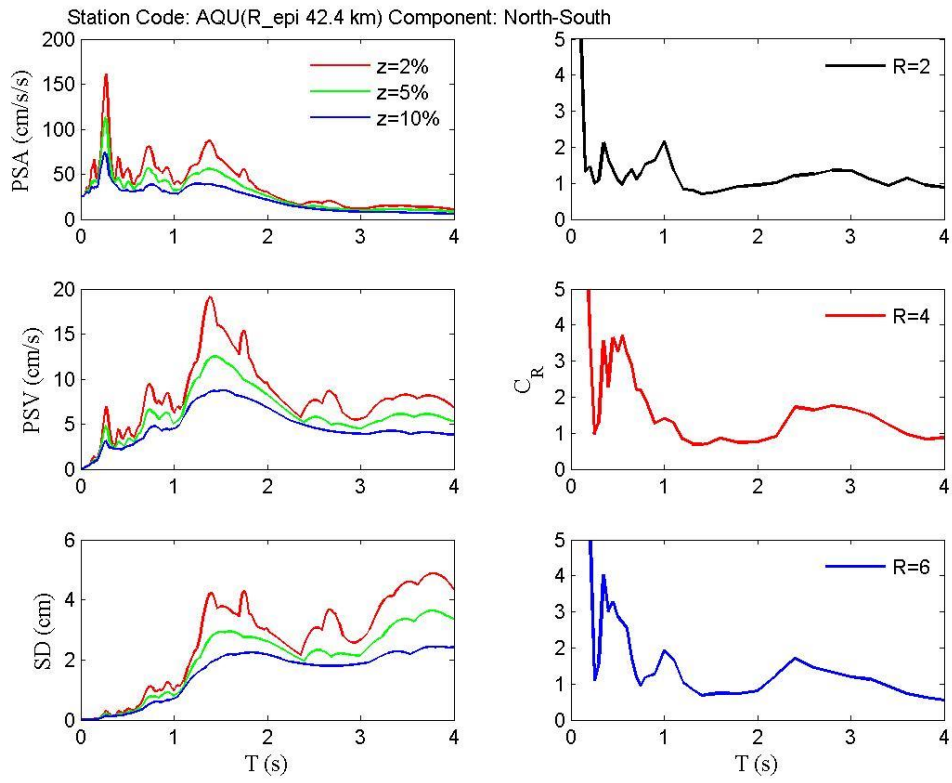 Station Code: AQU(R_epi 42.4 km) Component: North-South
200
150
100
50
0
PSA (cm/s/s)
z=2%
z=5%
z=10%
0 1 2 3 4
5
4
3
2
1
0
R=2
0 1 2 3 4
20
15
10
5
0
PSV (cm/s)
0 1 2 3 4
5
4
3
2
1
0
C_R
R=4
0 1 2 3 4
6
4
2
0
SD (cm)
0 1 2 3 4
T (s)
5
4
3
2
1
0
R=6
0 1 2 3 4
T (s)